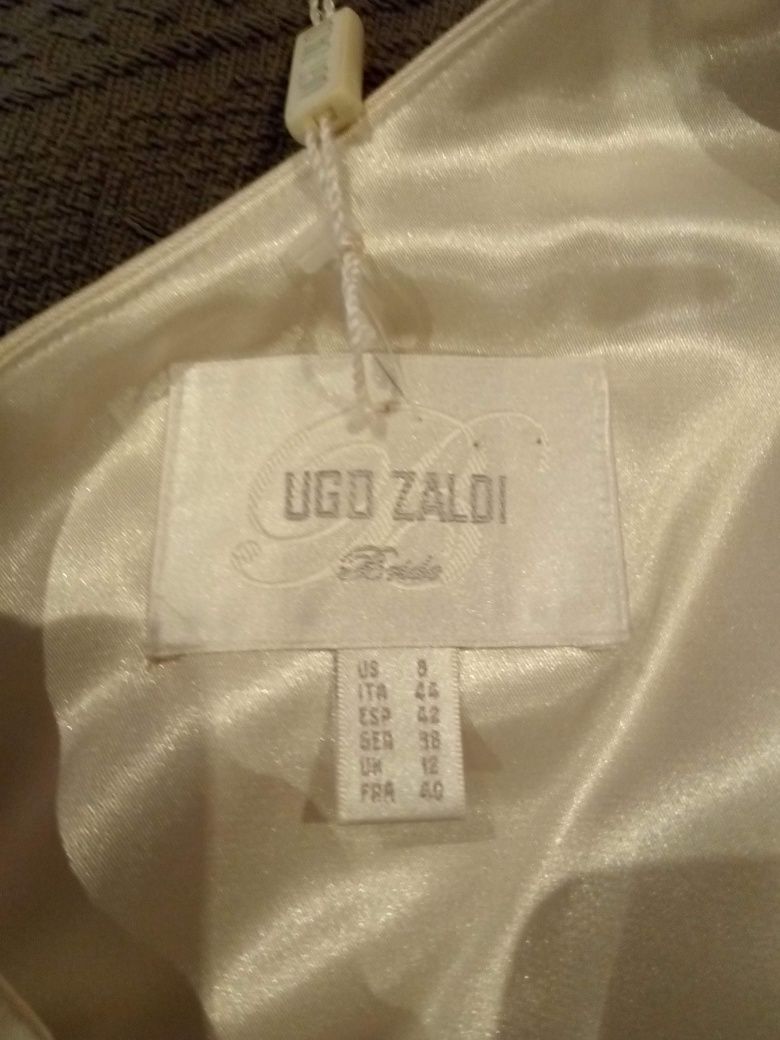 UGO ZALDI
Bride
US 8
ITA 44
ESP 42
GER 38
UK 12
FRA 40